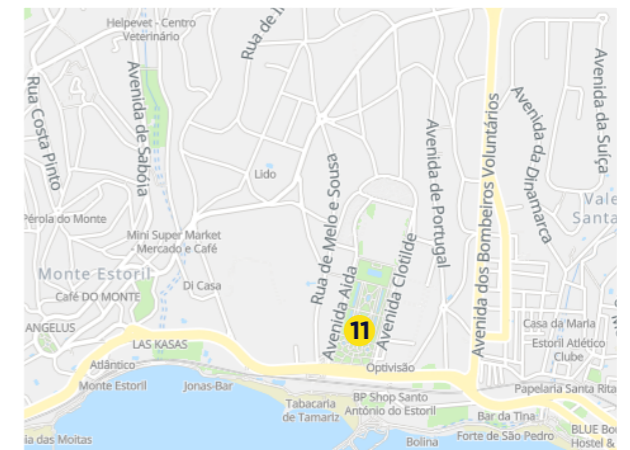 Helpevet - Centro
Veterinário
Rua de
Rua Costa Pinto
Avenida de Sabóia
Avenida dos Bombeiros Voluntários
Avenida da Suíça
Avenida da Dinamarca
Avenida de Portugal
Lido
Rua de Melo e Sousa
Vale
Santa
Pérola do Monte
Mini Super Market
- Mercado e Café
Avenida Clotilde
Monte Estoril
Di Casa
Avenida Aida
Café DO MONTE
11
ANGELUS
LAS KASAS
Casa da Maria
Estoril Atlético
Clube
Atlântico
Optivisão
Monte Estoril
Jonas-Bar
Papelaria Santa Rita
Tabacaria
de Tamariz
BP Shop Santo
António do Estoril
Bar da Tina
BLUE Bo
Hostel &
ia das Moitas
Bolina
Forte de São Pedro